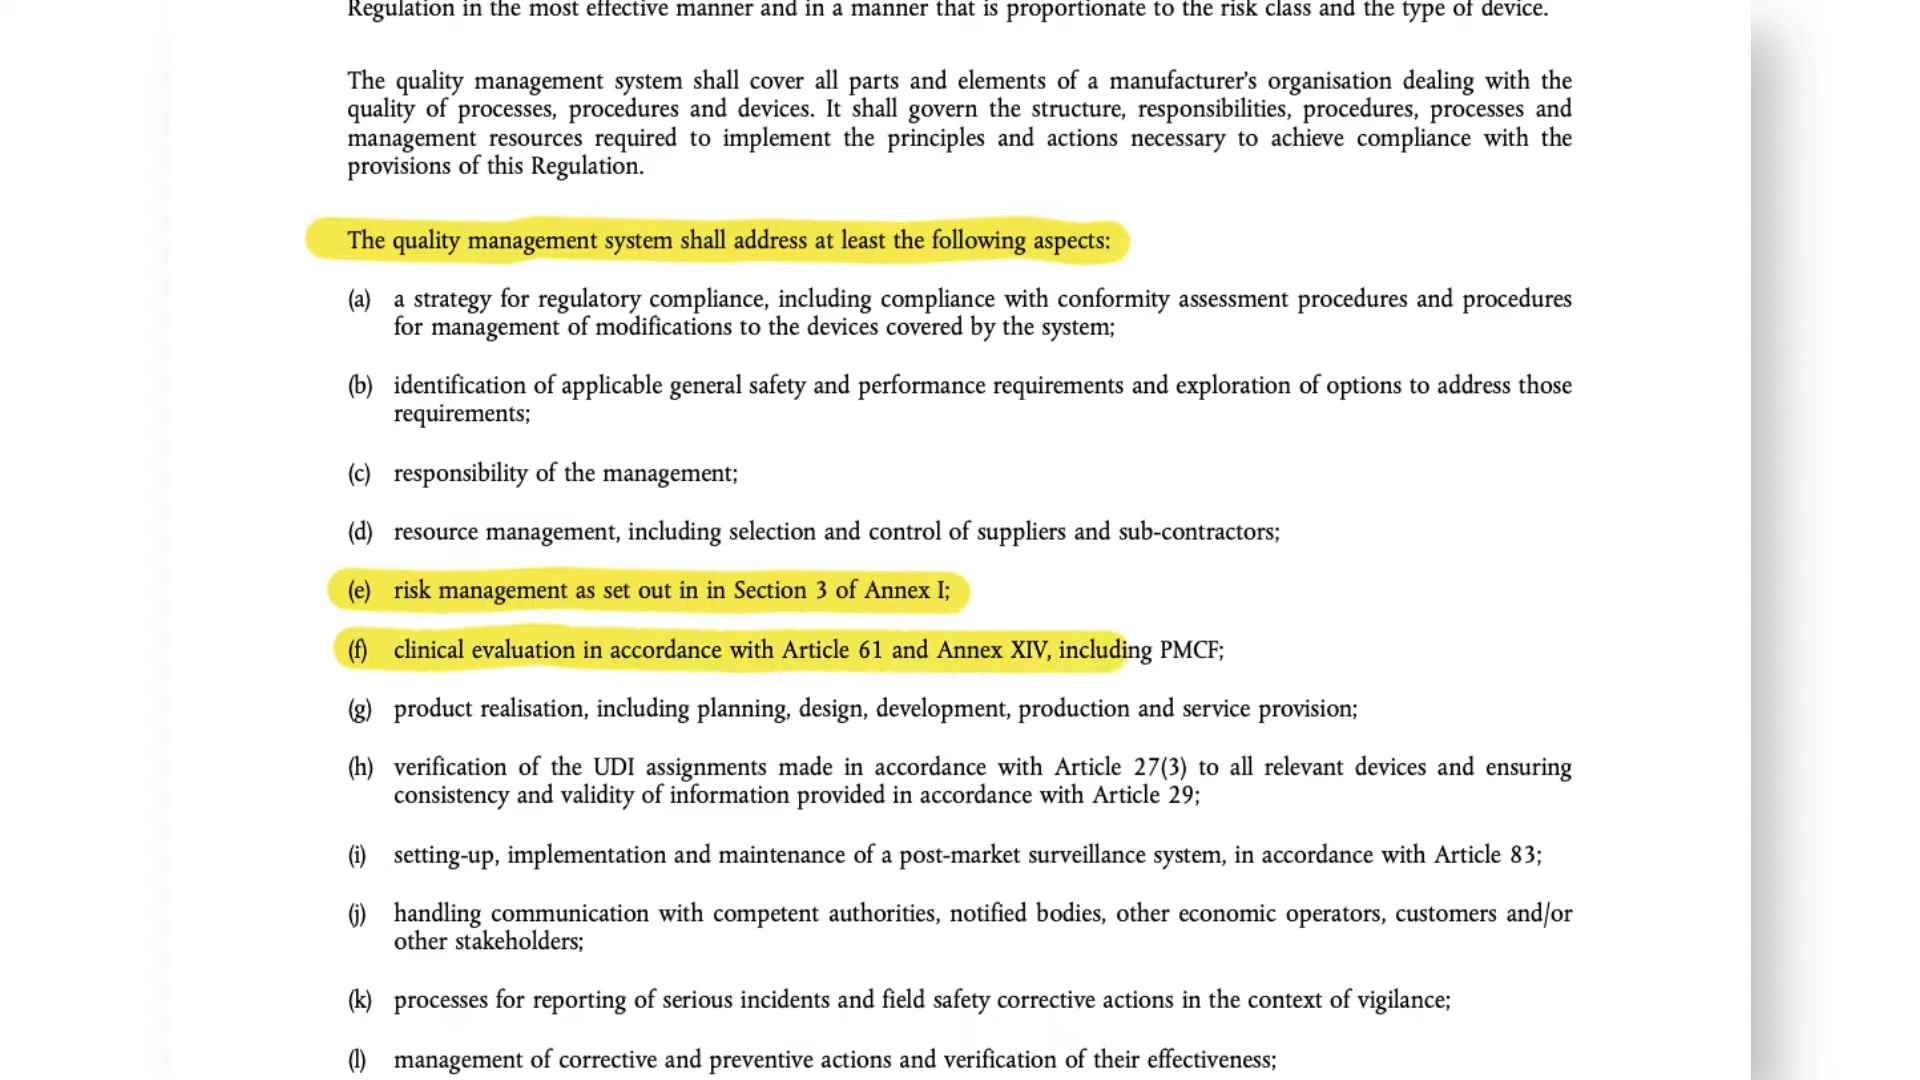 Regulation in the most effective manner and in a manner that is proportionate to the risk class and the type of device.
The quality management system shall cover all parts and elements of a manufacturer's organisation dealing with the
quality of processes, procedures and devices. It shall govern the structure, responsibilities, procedures, processes and
management resources required to implement the principles and actions necessary to achieve compliance with the
provisions of this Regulation.
The quality management system shall address at least the following aspects:
(a) a strategy for regulatory compliance, including compliance with conformity assessment procedures and procedures
for management of modifications to the devices covered by the system;
(b) identification of applicable general safety and performance requirements and exploration of options to address those
requirements;
(c) responsibility of the management;
(d) resource management, including selection and control of suppliers and sub-contractors;
(e) risk management as set out in in Section 3 of Annex I;
(f) clinical evaluation in accordance with Article 61 and Annex XIV, including PMCF;
(g) product realisation, including planning, design, development, production and service provision;
(h) verification of the UDI assignments made in accordance with Article 27(3) to all relevant devices and ensuring
consistency and validity of information provided in accordance with Article 29;
(i) setting-up, implementation and maintenance of a post-market surveillance system, in accordance with Article 83;
(j) handling communication with competent authorities, notified bodies, other economic operators, customers and/or
other stakeholders;
(k) processes for reporting of serious incidents and field safety corrective actions in the context of vigilance;
(l) management of corrective and preventive actions and verification of their effectiveness;